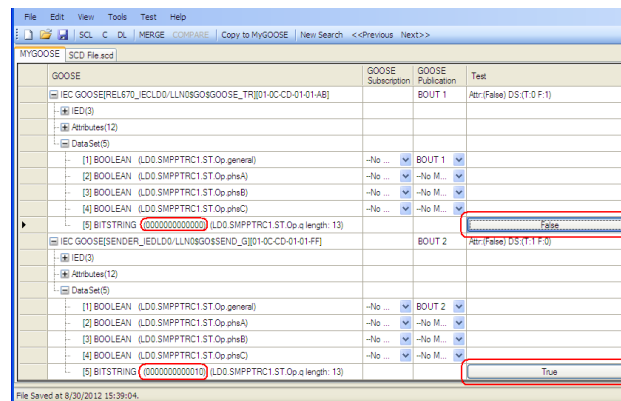 File Edit View Tools Test Help
SCL C DL MERGE COMPARE Copy to MyGOOSE New Search <<Previous Next>>
MYGOOSE SCD File.scd
GOOSE GOOSE Subscription GOOSE Publication Test
IEC GOOSE[REL670_IECLD0/LLN0$GO$GOOSE_TR][01-0C-CD-01-01-AB] BOUT 1 Attr:(False) DS:(T:0 F:1)
IED(3)
Attributes(12)
DataSet(5)
[1] BOOLEAN (LD0.SMPPTRC1.ST.Op.general) --No ... BOUT 1
[2] BOOLEAN (LD0.SMPPTRC1.ST.Op.phsA) --No ... --No M...
[3] BOOLEAN (LD0.SMPPTRC1.ST.Op.phsB) --No ... --No M...
[4] BOOLEAN (LD0.SMPPTRC1.ST.Op.phsC) --No ... --No M...
[5] BITSTRING (0000000000000) (LD0.SMPPTRC1.ST.Op.q length: 13) False
IEC GOOSE[SENDER_IEDLD0/LLN0$GO$SEND_G][01-0C-CD-01-01-FF] BOUT 2 Attr:(False) DS:(T:1 F:0)
IED(3)
Attributes(12)
DataSet(5)
[1] BOOLEAN (LD0.SMPPTRC1.ST.Op.general) --No ... BOUT 2
[2] BOOLEAN (LD0.SMPPTRC1.ST.Op.phsA) --No ... --No M...
[3] BOOLEAN (LD0.SMPPTRC1.ST.Op.phsB) --No ... --No M...
[4] BOOLEAN (LD0.SMPPTRC1.ST.Op.phsC) --No ... --No M...
[5] BITSTRING (0000000000010) (LD0.SMPPTRC1.ST.Op.q length: 13) True
File Saved at 8/30/2012 15:39:04.